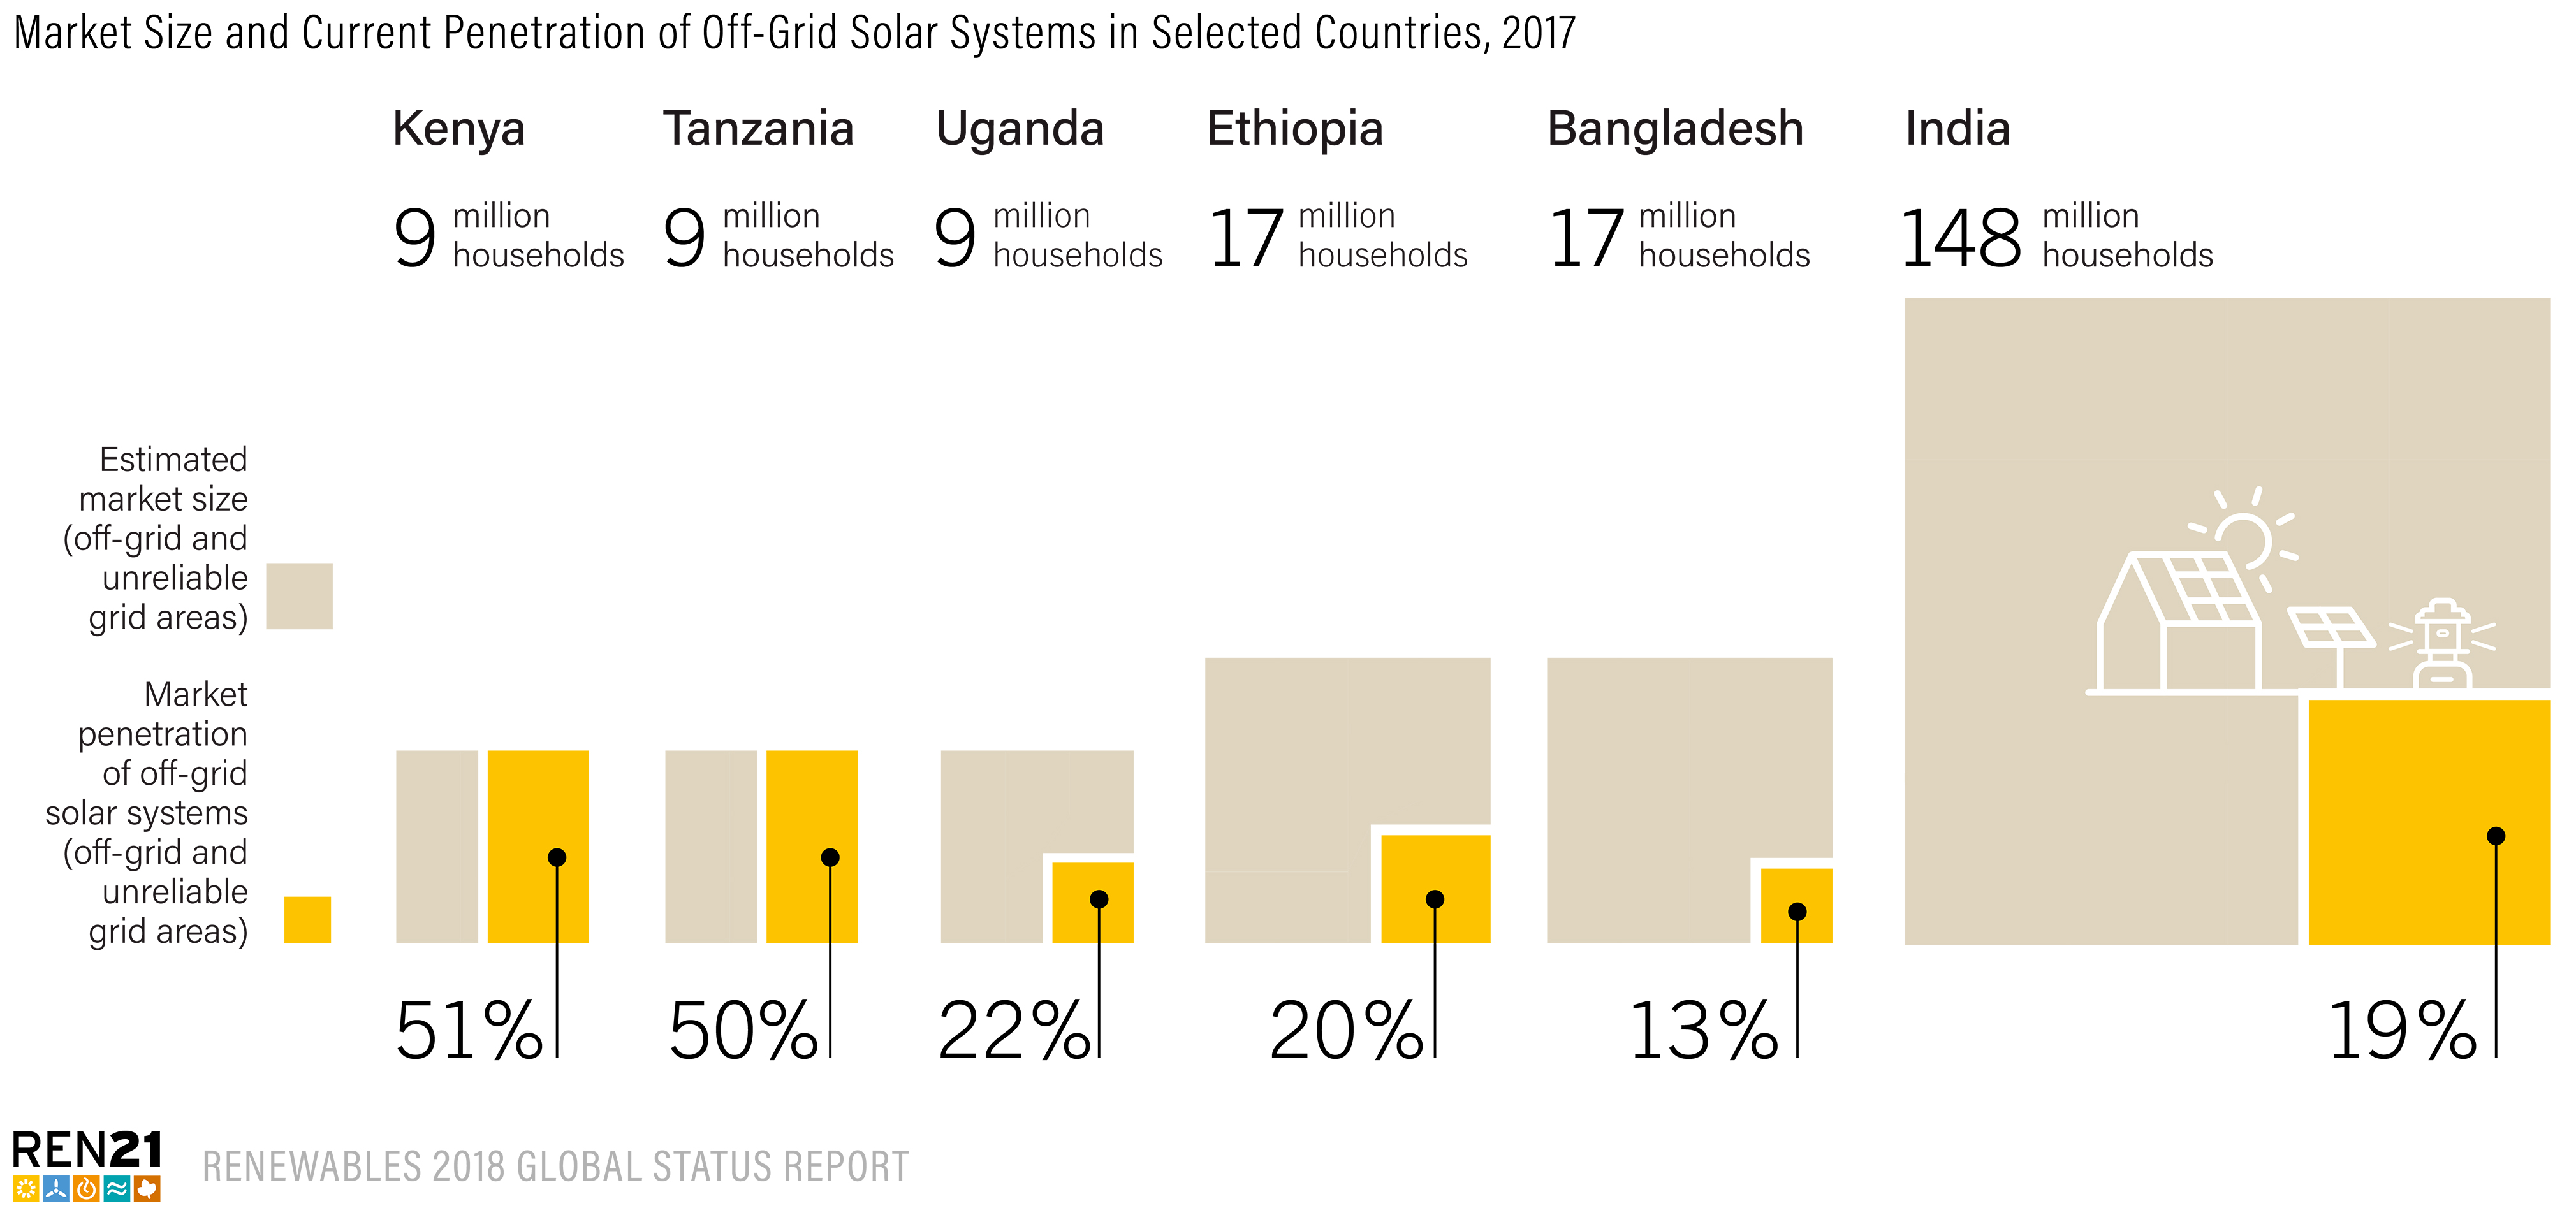 Market Size and Current Penetration of Off-Grid Solar Systems in Selected Countries, 2017
Kenya
9 million
households
Tanzania
9 million
households
Uganda
9 million
households
Ethiopia
17 million
households
Bangladesh
17 million
households
India
148 million
households
Estimated
market size
(off-grid and
unreliable
grid areas)
Market
penetration
of off-grid
solar systems
(off-grid and
unreliable
grid areas)
51%
50%
22%
20%
13%
19%
REN21
RENEWABLES 2018 GLOBAL STATUS REPORT